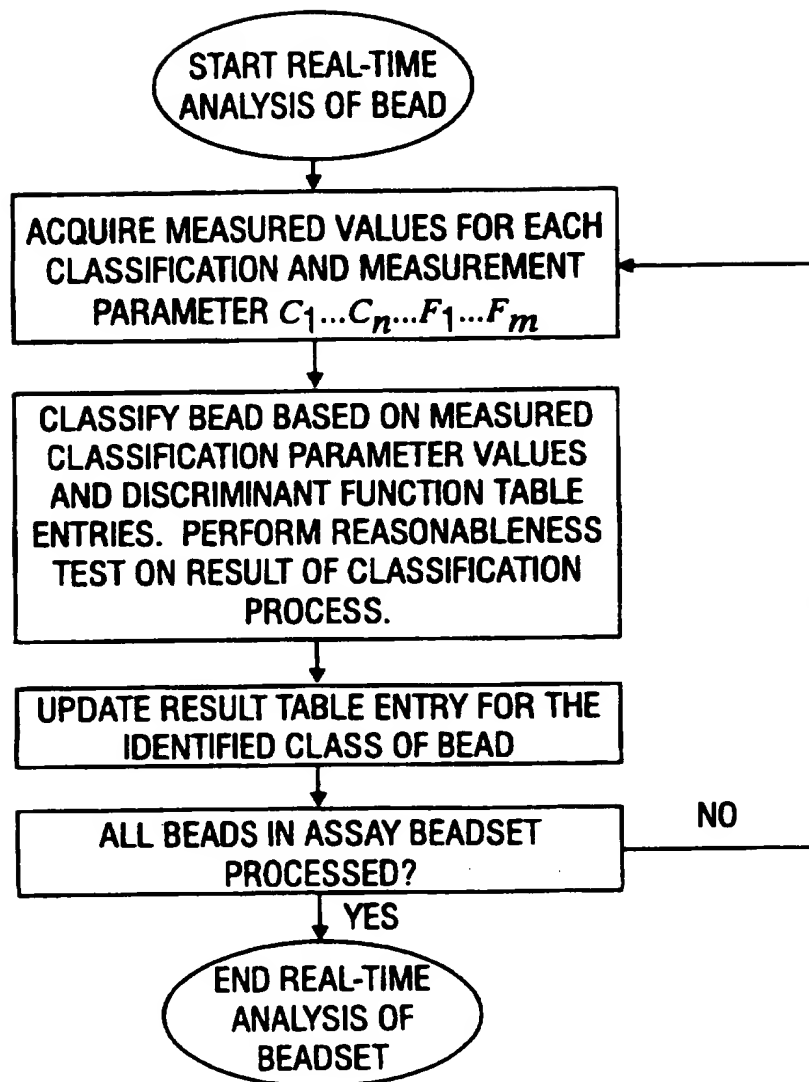 START REAL-TIME
ANALYSIS OF BEAD
ACQUIRE MEASURED VALUES FOR EACH
CLASSIFICATION AND MEASUREMENT
PARAMETER C1...Cn...F1...Fm
CLASSIFY BEAD BASED ON MEASURED
CLASSIFICATION PARAMETER VALUES
AND DISCRIMINANT FUNCTION TABLE
ENTRIES. PERFORM REASONABLENESS
TEST ON RESULT OF CLASSIFICATION
PROCESS.
UPDATE RESULT TABLE ENTRY FOR THE
IDENTIFIED CLASS OF BEAD
ALL BEADS IN ASSAY BEADSET
PROCESSED?
NO
YES
END REAL-TIME
ANALYSIS OF
BEADSET